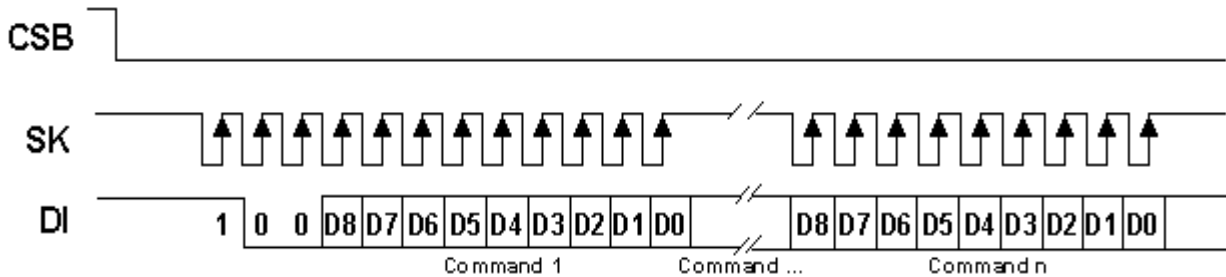 CSB
SK
DI 1 0 0 D8 D7 D6 D5 D4 D3 D2 D1 D0 D8 D7 D6 D5 D4 D3 D2 D1 D0
Command 1 Command ... Command n